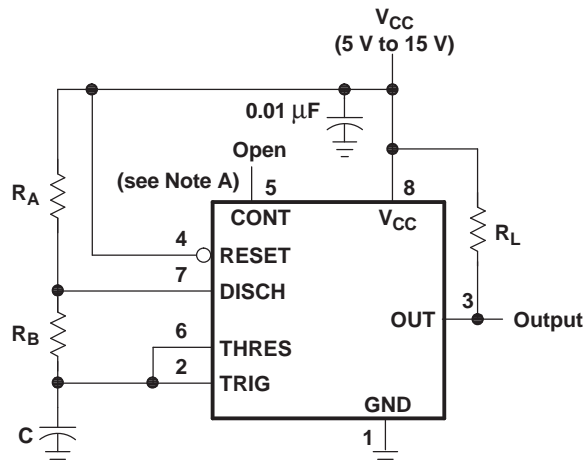 VCC
(5 V to 15 V)
0.01 μF
Open
(see Note A)
5
8
RA
CONT
VCC
RL
4
RESET
7
DISCH
3
OUT
Output
RB
6
THRES
2
TRIG
GND
C
1